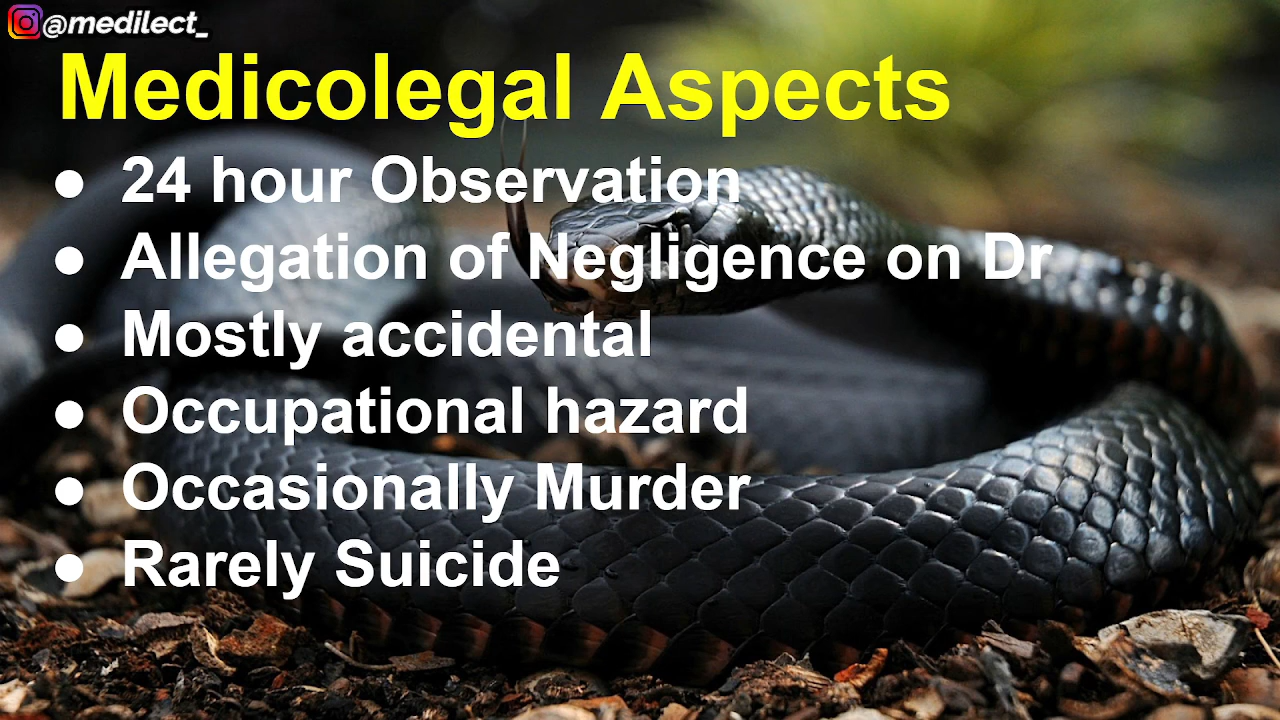 @medilect_
Medicolegal Aspects
● 24 hour Observation
● Allegation of Negligence on Dr
● Mostly accidental
● Occupational hazard
● Occasionally Murder
● Rarely Suicide